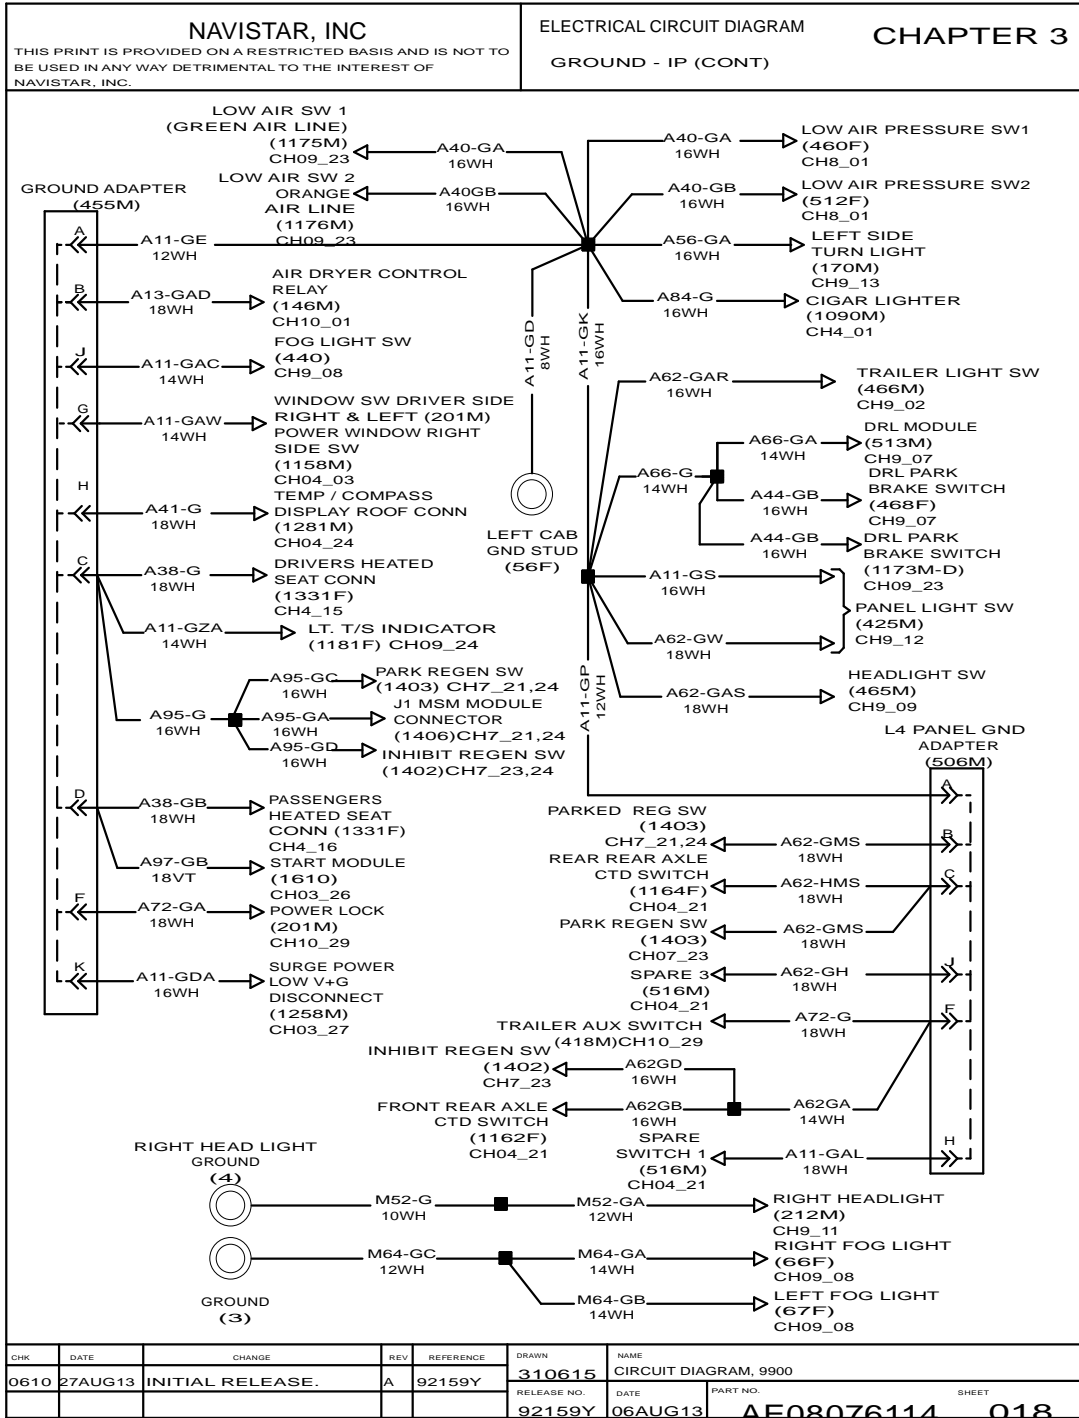 NAVISTAR, INC
THIS PRINT IS PROVIDED ON A RESTRICTED BASIS AND IS NOT TO
BE USED IN ANY WAY DETRIMENTAL TO THE INTEREST OF
NAVISTAR, INC.
ELECTRICAL CIRCUIT DIAGRAM
GROUND - IP (CONT)
CHAPTER 3
LOW AIR SW 1
(GREEN AIR LINE)
(1175M)
CH09_23
A40-GA
16WH
LOW AIR SW 2
ORANGE
AIR LINE
(1176M)
CH09_23
A40GB
16WH
A40-GA
16WH
LOW AIR PRESSURE SW1
(460F)
CH8_01
A40-GB
16WH
LOW AIR PRESSURE SW2
(512F)
CH8_01
A56-GA
16WH
LEFT SIDE
TURN LIGHT
(170M)
CH9_13
A84-G
16WH
CIGAR LIGHTER
(1090M)
CH4_01
GROUND ADAPTER
(455M)
A
A11-GE
12WH
B
A13-GAD
18WH
AIR DRYER CONTROL
RELAY
(146M)
CH10_01
J
A11-GAC
14WH
FOG LIGHT SW
(440)
CH9_08
G
A11-GAW
14WH
WINDOW SW DRIVER SIDE
RIGHT & LEFT (201M)
POWER WINDOW RIGHT
SIDE SW
(1158M)
CH04_03
H
A41-G
18WH
TEMP / COMPASS
DISPLAY ROOF CONN
(1281M)
CH04_24
C
A38-G
18WH
DRIVERS HEATED
SEAT CONN
(1331F)
CH4_15
A11-GZA
14WH
LT. T/S INDICATOR
(1181F) CH09_24
A95-G
16WH
A95-GC
16WH
PARK REGEN SW
(1403) CH7_21,24
A95-GA
16WH
J1 MSM MODULE
CONNECTOR
(1406)CH7_21,24
A95-GD
16WH
INHIBIT REGEN SW
(1402)CH7_23,24
D
A38-GB
18WH
PASSENGERS
HEATED SEAT
CONN (1331F)
CH4_16
A97-GB
18VT
START MODULE
(1610)
CH03_26
F
A72-GA
18WH
POWER LOCK
(201M)
CH10_29
K
A11-GDA
16WH
SURGE POWER
LOW V+G
DISCONNECT
(1258M)
CH03_27
A11-GD
8WH
LEFT CAB
GND STUD
(56F)
A11-GK
16WH
A62-GAR
16WH
TRAILER LIGHT SW
(466M)
CH9_02
A66-G
14WH
A66-GA
14WH
DRL MODULE
(513M)
CH9_07
A44-GB
16WH
DRL PARK
BRAKE SWITCH
(468F)
CH9_07
A44-GB
16WH
DRL PARK
BRAKE SWITCH
(1173M-D)
CH09_23
A11-GS
16WH
A62-GW
18WH
PANEL LIGHT SW
(425M)
CH9_12
A62-GAS
18WH
HEADLIGHT SW
(465M)
CH9_09
A11-GP
12WH
L4 PANEL GND
ADAPTER
(506M)
A
B
A62-GMS
18WH
PARKED REG SW
(1403)
CH7_21,24
C
A62-HMS
18WH
REAR REAR AXLE
CTD SWITCH
(1164F)
CH04_21
A62-GMS
18WH
PARK REGEN SW
(1403)
CH07_23
J
A62-GH
18WH
SPARE 3
(516M)
CH04_21
F
A72-G
18WH
TRAILER AUX SWITCH
(418M)CH10_29
INHIBIT REGEN SW
(1402)
CH7_23
A62GD
16WH
FRONT REAR AXLE
CTD SWITCH
(1162F)
CH04_21
A62GB
16WH
A62GA
14WH
H
A11-GAL
18WH
SPARE
SWITCH 1
(516M)
CH04_21
RIGHT HEAD LIGHT
GROUND
(4)
M52-G
10WH
M52-GA
12WH
RIGHT HEADLIGHT
(212M)
CH9_11
GROUND
(3)
M64-GC
12WH
M64-GA
14WH
RIGHT FOG LIGHT
(66F)
CH09_08
M64-GB
14WH
LEFT FOG LIGHT
(67F)
CH09_08
CHK DATE CHANGE REV REFERENCE
0610 27AUG13 INITIAL RELEASE. A 92159Y
DRAWN
310615
NAME
CIRCUIT DIAGRAM, 9900
RELEASE NO.
92159Y
DATE
06AUG13
PART NO.
AE08076114
SHEET
018